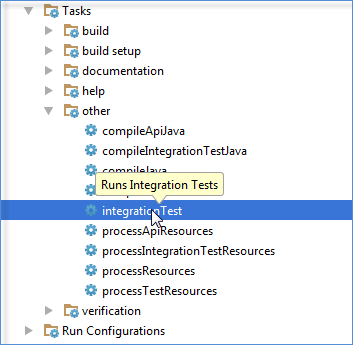 Tasks
build
build setup
documentation
help
other
compileApiJava
compileIntegrationTestJava
compileJava
Runs Integration Tests
integrationTest
processApiResources
processIntegrationTestResources
processResources
processTestResources
verification
Run Configurations